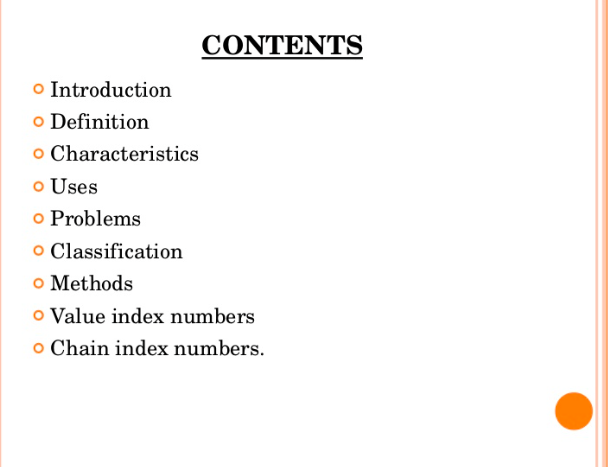 CONTENTS
Introduction
Definition
Characteristics
Uses
Problems
Classification
Methods
Value index numbers
Chain index numbers.